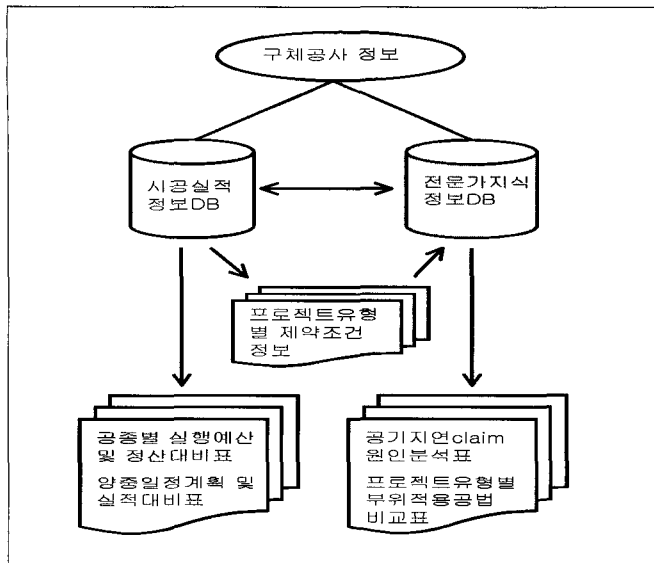 구체공사 정보
시공실적
정보DB
전문가지식
정보DB
프로젝트유형
별 제약조건
정보
공종별 실행예산
및 정산대비표
양중일정계획 및
실적대비표
공기지연claim
원인분석표
프로젝트유형별
부위적용공법
비교표